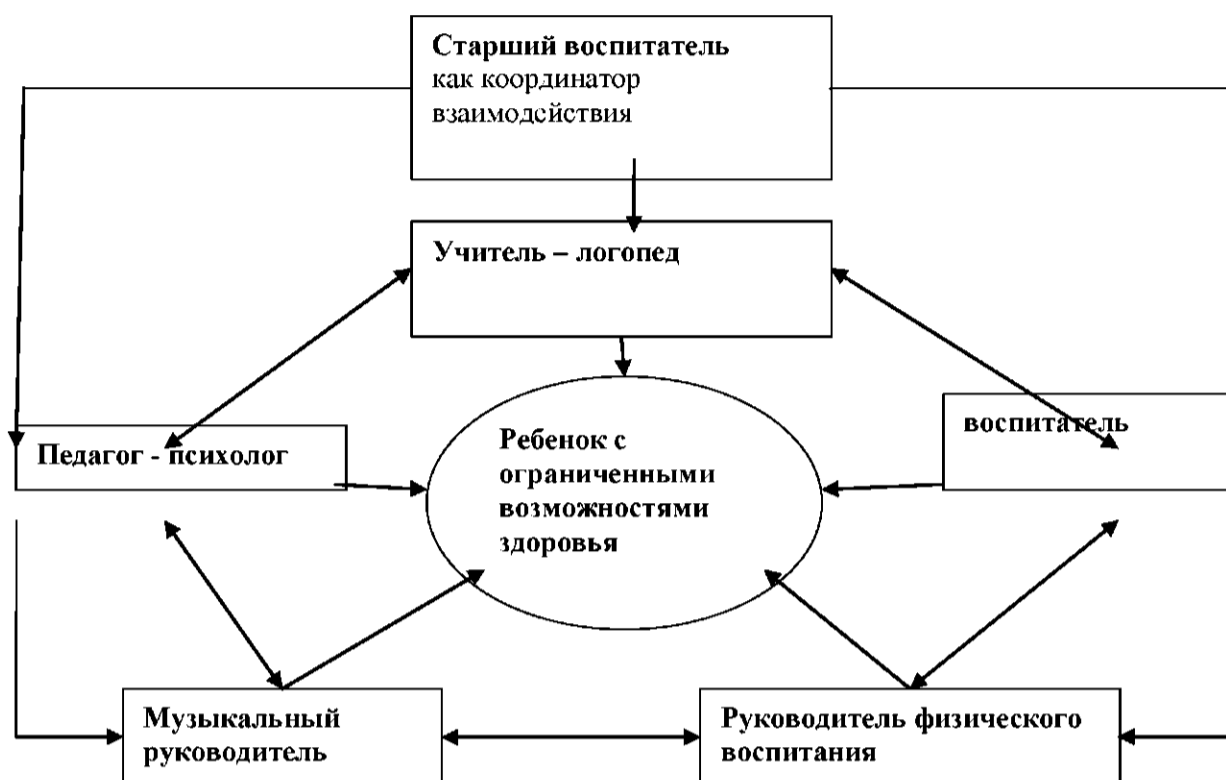 Старший воспитатель
как координатор
взаимодействия
Учитель – логопед
Педагог - психолог
Ребенок с
ограниченными
возможностями
здоровья
воспитатель
Музыкальный
руководитель
Руководитель физического
воспитания